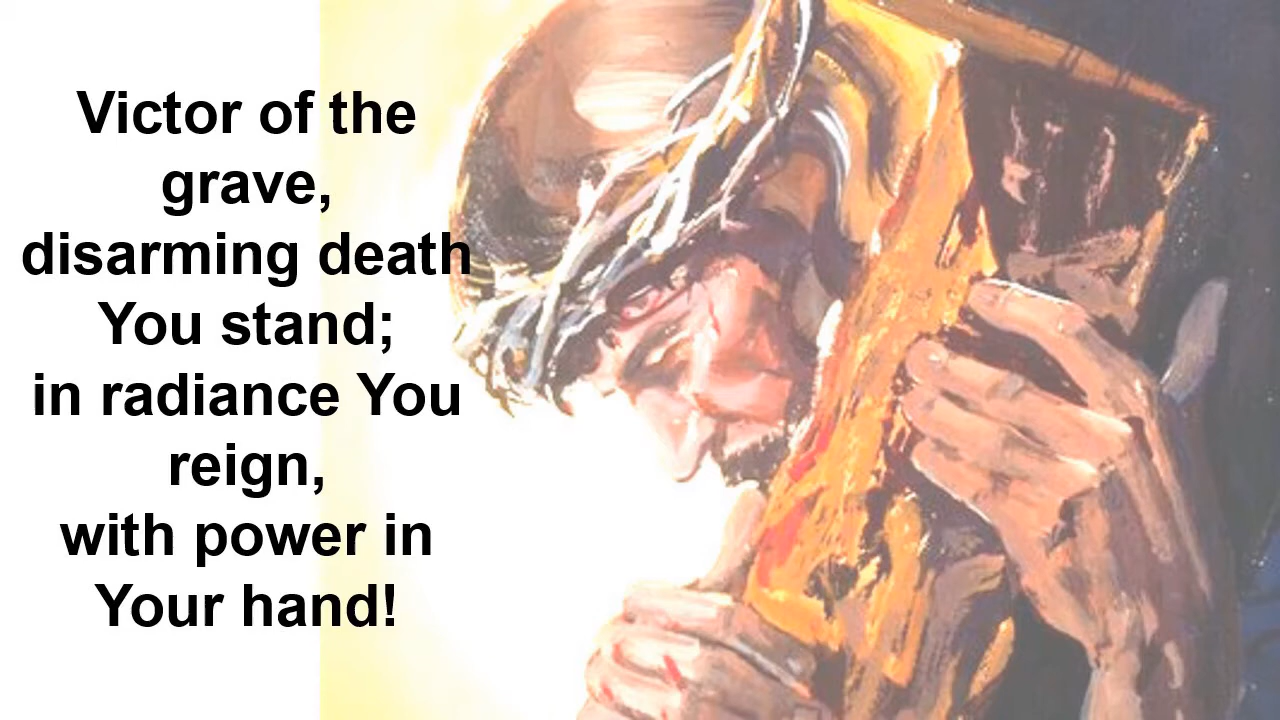 Victor of the
grave,
disarming death
You stand;
in radiance You
reign,
with power in
Your hand!